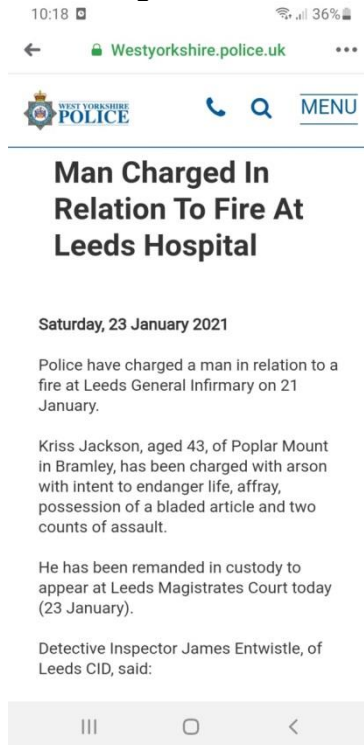 10:18 36%
Westyorkshire.police.uk
WEST YORKSHIRE
POLICE
MENU
Man Charged In
Relation To Fire At
Leeds Hospital
Saturday, 23 January 2021
Police have charged a man in relation to a
fire at Leeds General Infirmary on 21
January.
Kriss Jackson, aged 43, of Poplar Mount
in Bramley, has been charged with arson
with intent to endanger life, affray,
possession of a bladed article and two
counts of assault.
He has been remanded in custody to
appear at Leeds Magistrates Court today
(23 January).
Detective Inspector James Entwistle, of
Leeds CID, said: